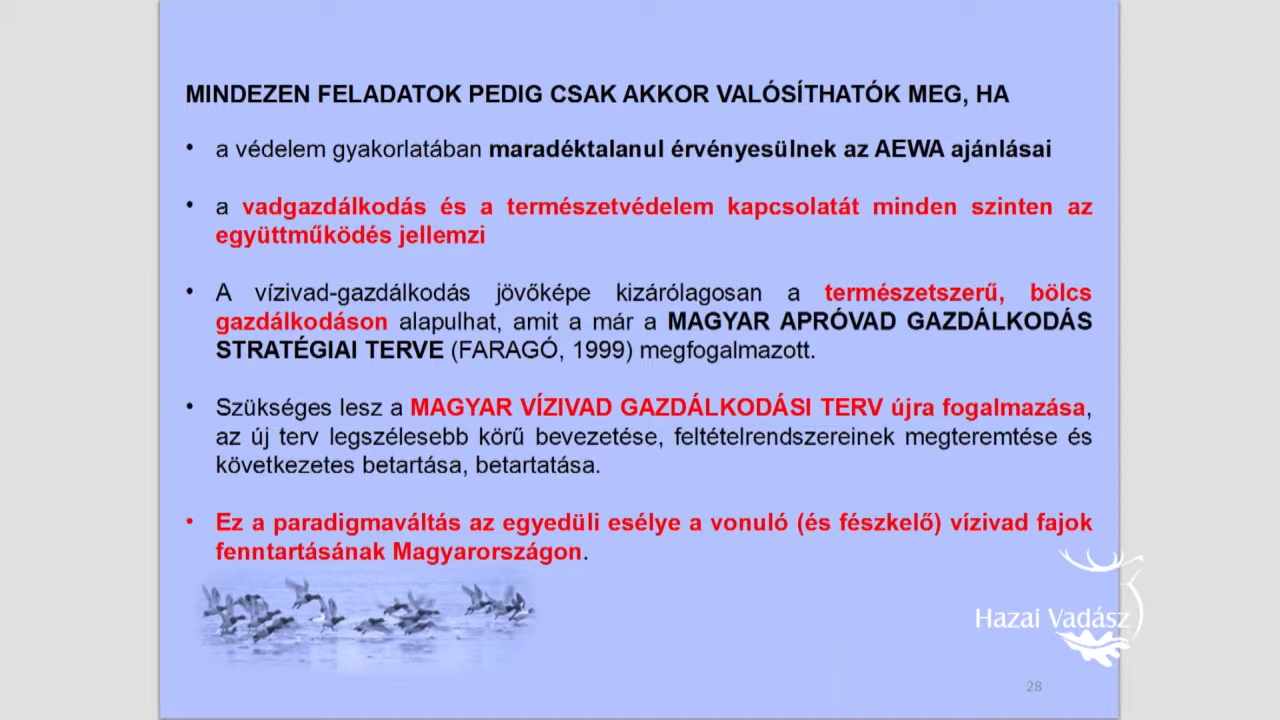 MINDEZEN FELADATOK PEDIG CSAK AKKOR VALÓSÍTHATÓK MEG, HA
• a védelem gyakorlatában maradéktalanul érvényesülnek az AEWA ajánlásai
• a vadgazdálkodás és a természetvédelem kapcsolatát minden szinten az
együttműködés jellemzi
• A vízivad-gazdálkodás jövőképe kizárólagosan a természetszerű, bölcs
gazdálkodáson alapulhat, amit a már a MAGYAR APRÓVAD GAZDÁLKODÁS
STRATÉGIAI TERVE (FARAGÓ, 1999) megfogalmazott.
• Szükséges lesz a MAGYAR VÍZIVAD GAZDÁLKODÁSI TERV újra fogalmazása,
az új terv legszélesebb körű bevezetése, feltételrendszereinek megteremtése és
következetes betartása, betartatása.
• Ez a paradigmaváltás az egyedüli esélye a vonuló (és fészkelő) vízivad fajok
fenntartásának Magyarországon.
Hazai Vadász
28